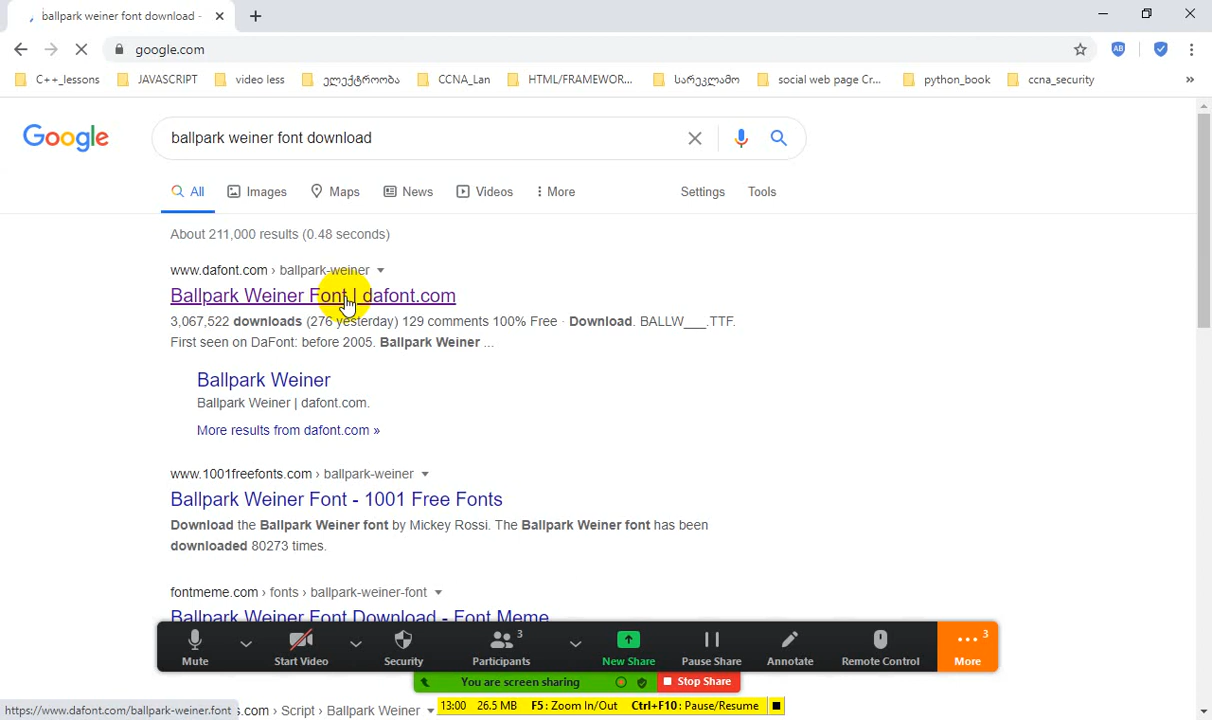 ballpark weiner font download -
google.com
AB
C++_lessons JAVASCRIPT video less ელექტროობა CCNA_Lan HTML/FRAMEWOR... სარეკლამო social web page Cr... python_book ccna_security »
Google ballpark weiner font download
All Images Maps News Videos More Settings Tools
About 211,000 results (0.48 seconds)
www.dafont.com › ballpark-weiner
Ballpark Weiner Font | dafont.com
3,067,522 downloads (276 yesterday) 129 comments 100% Free · Download. BALLW___.TTF.
First seen on DaFont: before 2005. Ballpark Weiner ...
Ballpark Weiner
Ballpark Weiner | dafont.com.
More results from dafont.com »
www.1001freefonts.com › ballpark-weiner
Ballpark Weiner Font - 1001 Free Fonts
Download the Ballpark Weiner font by Mickey Rossi. The Ballpark Weiner font has been
downloaded 80273 times.
fontmeme.com › fonts › ballpark-weiner-font
Ballpark Weiner Font Download - Font Meme
3 3
Mute Start Video Security Participants New Share Pause Share Annotate Remote Control More
You are screen sharing Stop Share
https://www.dafont.com/ballpark-weiner.font s.com › Script › Ballpark Weiner 13:00 26.5 MB F5: Zoom In/Out Ctrl+F10: Pause/Resume